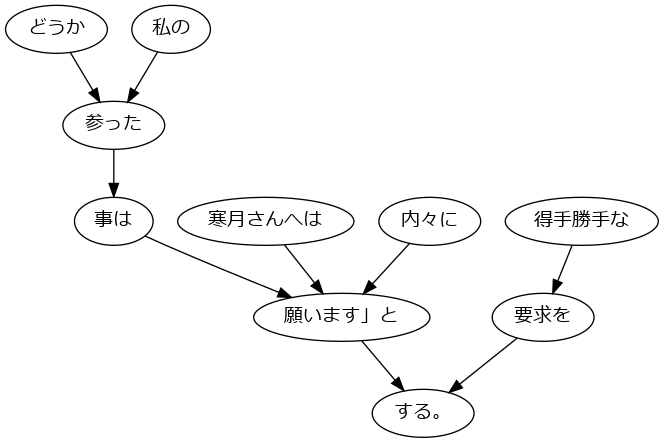 どうか
私の
参った
事は
寒月さんへは
内々に
得手勝手な
願います」と
要求を
する。